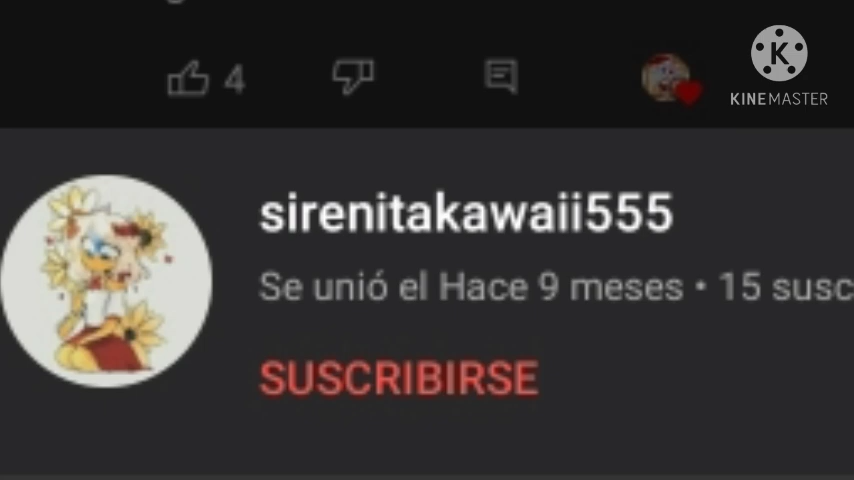 4
K
KINEMASTER
sirenitakawaii555
Se unió el Hace 9 meses • 15 susc
SUSCRIBIRSE